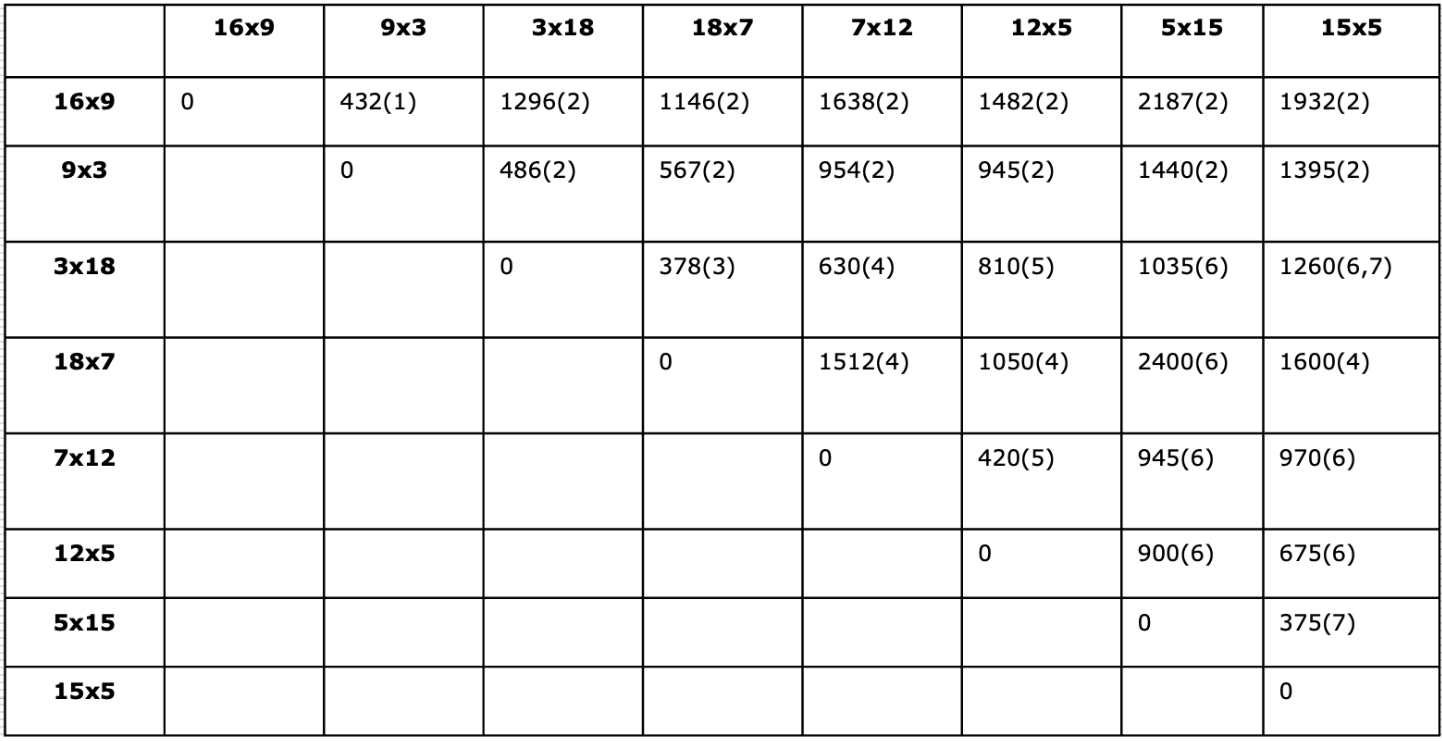 16x9 9x3 3x18 18x7 7x12 12x5 5x15 15x5
16x9 0 432(1) 1296(2) 1146(2) 1638(2) 1482(2) 2187(2) 1932(2)
9x3 0 486(2) 567(2) 954(2) 945(2) 1440(2) 1395(2)
3x18 0 378(3) 630(4) 810(5) 1035(6) 1260(6,7)
18x7 0 1512(4) 1050(4) 2400(6) 1600(4)
7x12 0 420(5) 945(6) 970(6)
12x5 0 900(6) 675(6)
5x15 0 375(7)
15x5 0